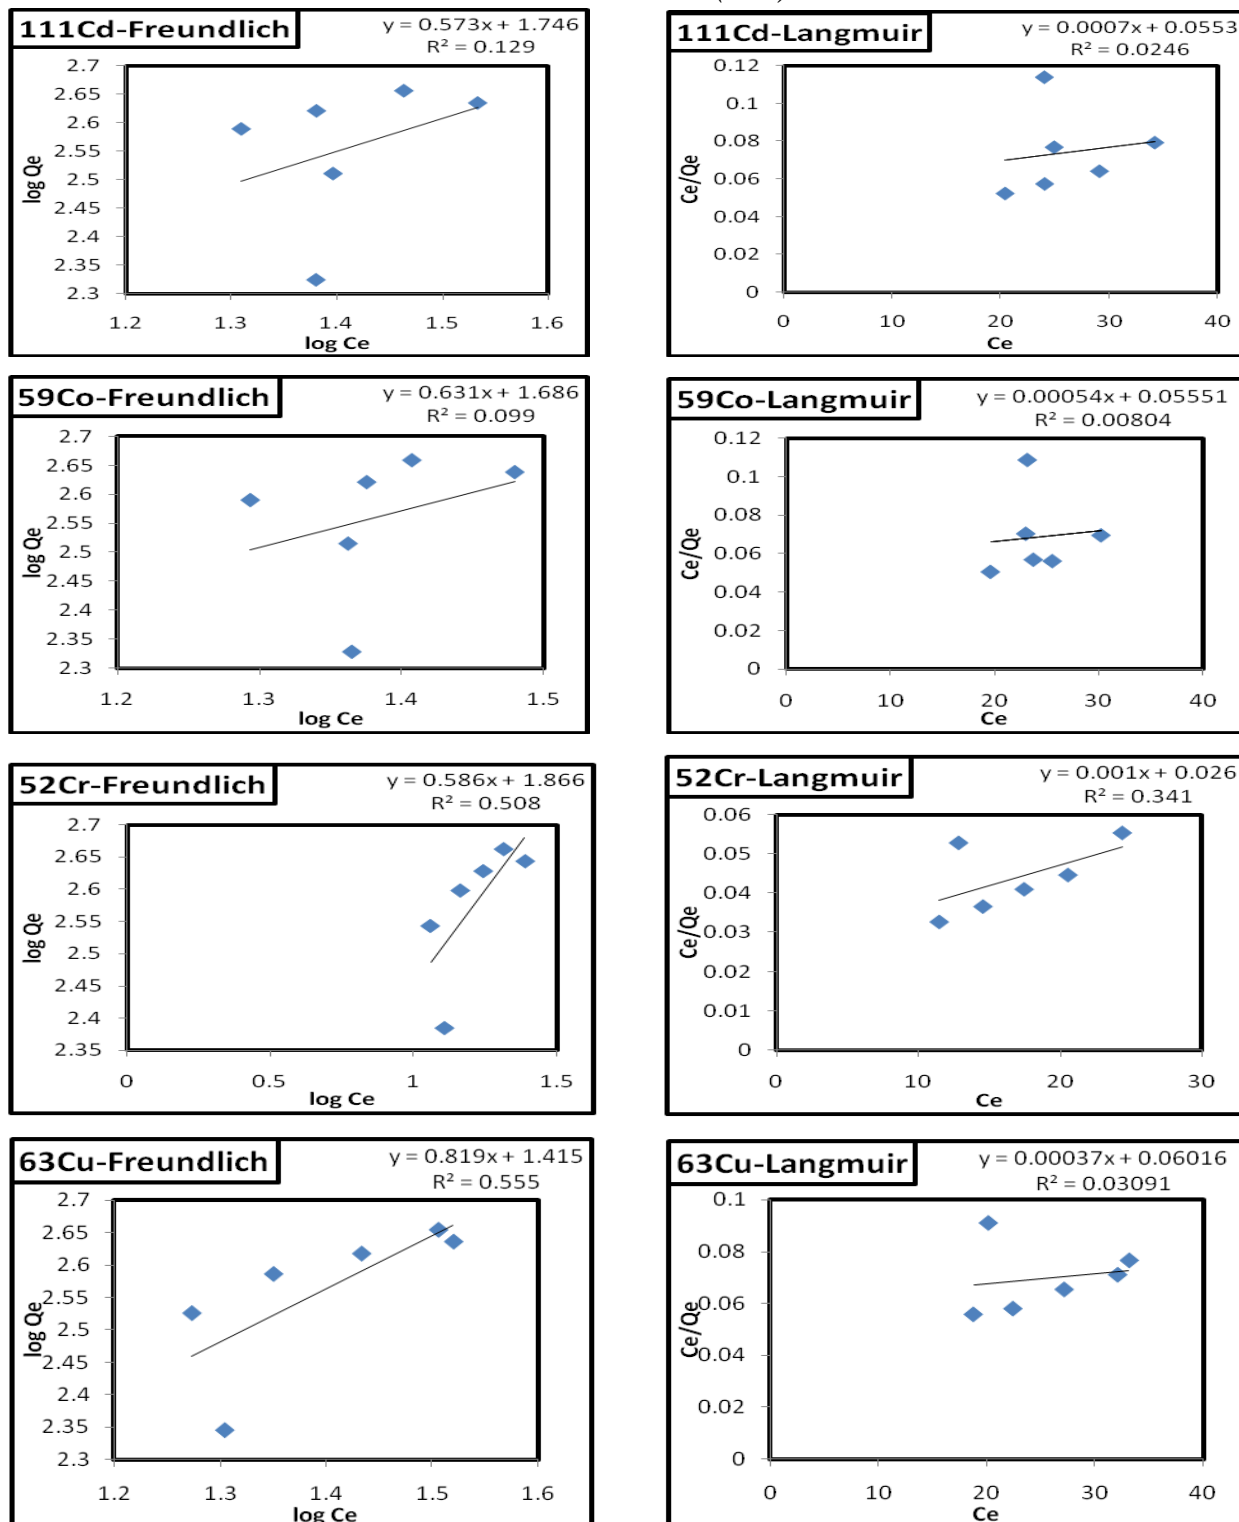 111Cd-Freundlich
y = 0.573x + 1.746
R² = 0.129
2.7
2.65
2.6
2.55
2.5
2.45
2.4
2.35
2.3
log Qe
1.2 1.3 1.4 1.5 1.6
log Ce
111Cd-Langmuir
y = 0.0007x + 0.0553
R² = 0.0246
0.12
0.1
0.08
0.06
0.04
0.02
0
Ce/Qe
0 10 20 30 40
Ce
59Co-Freundlich
y = 0.631x + 1.686
R² = 0.099
2.7
2.65
2.6
2.55
2.5
2.45
2.4
2.35
2.3
log Qe
1.2 1.3 1.4 1.5
log Ce
59Co-Langmuir
y = 0.00054x + 0.05551
R² = 0.00804
0.12
0.1
0.08
0.06
0.04
0.02
0
Ce/Qe
0 10 20 30 40
Ce
52Cr-Freundlich
y = 0.586x + 1.866
R² = 0.508
2.7
2.65
2.6
2.55
2.5
2.45
2.4
2.35
log Qe
0 0.5 1 1.5
log Ce
52Cr-Langmuir
y = 0.001x + 0.026
R² = 0.341
0.06
0.05
0.04
0.03
0.02
0.01
0
Ce/Qe
0 10 20 30
Ce
63Cu-Freundlich
y = 0.819x + 1.415
R² = 0.555
2.7
2.65
2.6
2.55
2.5
2.45
2.4
2.35
2.3
log Qe
1.2 1.3 1.4 1.5 1.6
log Ce
63Cu-Langmuir
y = 0.00037x + 0.06016
R² = 0.03091
0.1
0.08
0.06
0.04
0.02
0
Ce/Qe
0 10 20 30 40
Ce